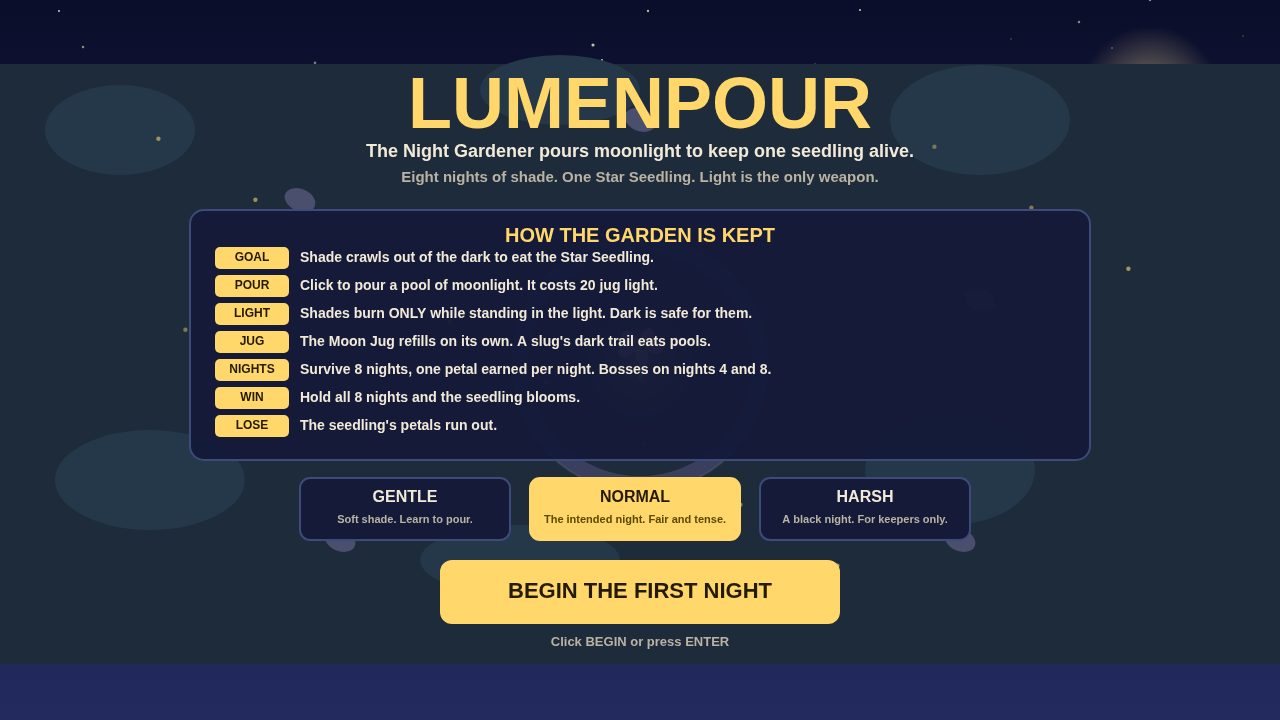 LUMENPOUR
The Night Gardener pours moonlight to keep one seedling alive.
Eight nights of shade. One Star Seedling. Light is the only weapon.
HOW THE GARDEN IS KEPT
GOAL Shade crawls out of the dark to eat the Star Seedling.
POUR Click to pour a pool of moonlight. It costs 20 jug light.
LIGHT Shades burn ONLY while standing in the light. Dark is safe for them.
JUG The Moon Jug refills on its own. A slug's dark trail eats pools.
NIGHTS Survive 8 nights, one petal earned per night. Bosses on nights 4 and 8.
WIN Hold all 8 nights and the seedling blooms.
LOSE The seedling's petals run out.
GENTLE
Soft shade. Learn to pour.
NORMAL
The intended night. Fair and tense.
HARSH
A black night. For keepers only.
BEGIN THE FIRST NIGHT
Click BEGIN or press ENTER